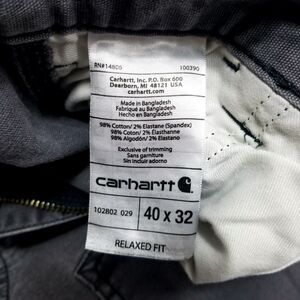 RN#14806 100390
Carhartt, Inc. P.O. Box 600
Dearborn, MI 48121 USA
carhartt.com
Made in Bangladesh
Fabriqué au Bangladesh
Hecho en Bangladesh
98% Cotton/ 2% Elastane (Spandex)
98% Coton/ 2% Élasthanne
98% Algodón/ 2% Elastano
Exclusive of trimming
Sans garniture
Sin incluir adorno
carhartt
102802 029 40 x 32
RELAXED FIT